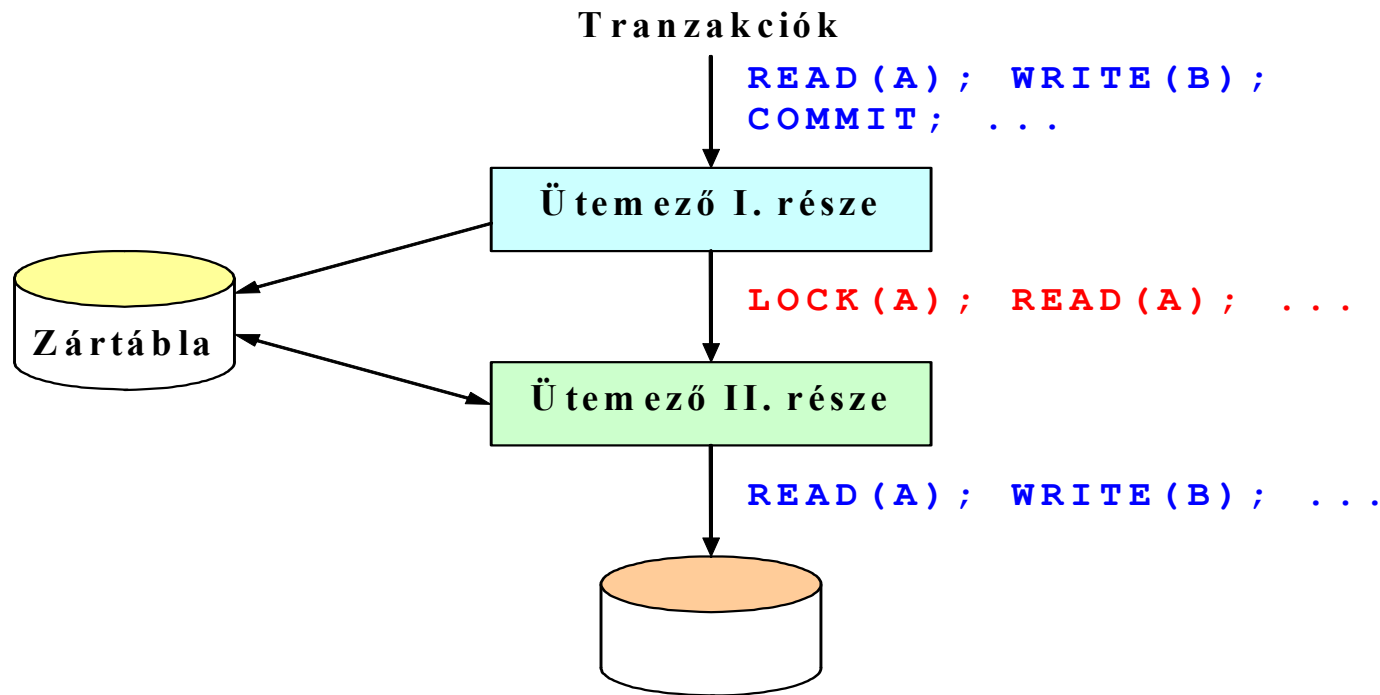 Tranzakciók
READ(A); WRITE(B);
COMMIT; ...
Ütemező I. része
LOCK(A); READ(A); ...
Zártábla
Ütemező II. része
READ(A); WRITE(B); ...